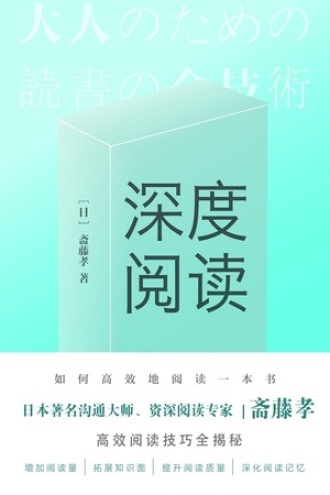 大人のための
読書の全技術
深度
阅读
[日]斋藤孝 著
如何高效地阅读一本书
日本著名沟通大师、资深阅读专家|斋藤孝
高效阅读技巧全揭秘
增加阅读量|拓展知识面|提升阅读质量|深化阅读记忆